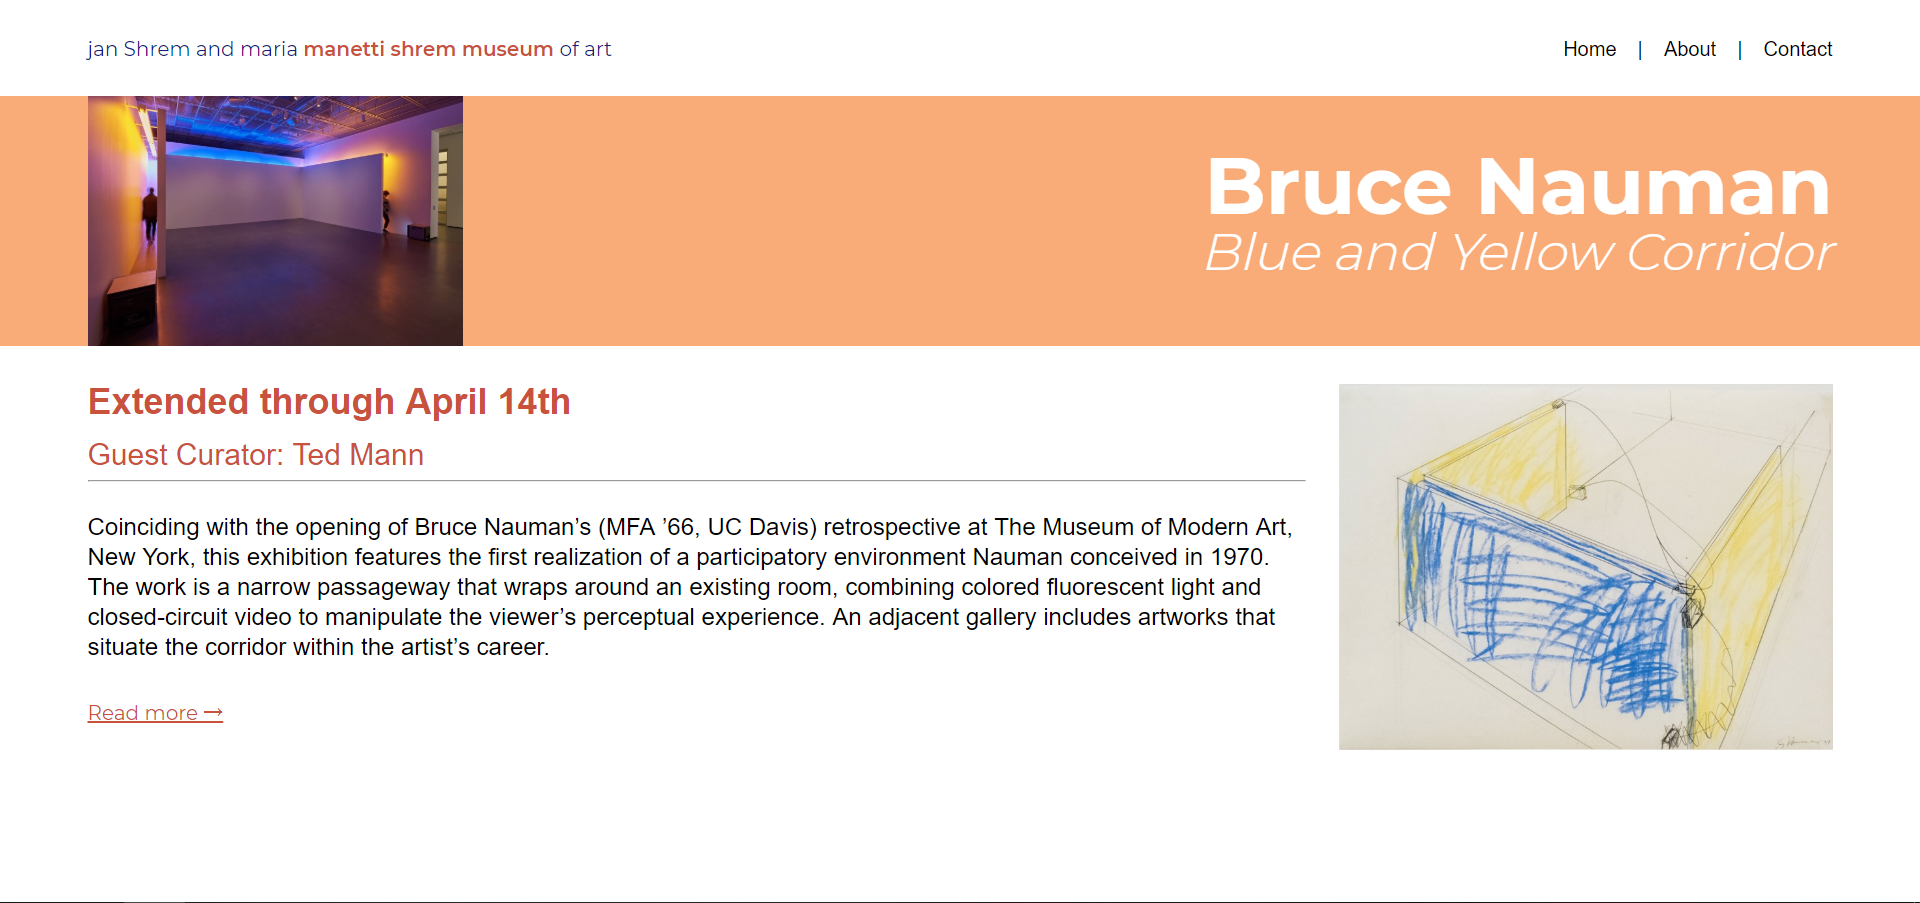 jan Shrem and maria manetti shrem museum of art
Home | About | Contact
Bruce Nauman
Blue and Yellow Corridor
Extended through April 14th
Guest Curator: Ted Mann
Coinciding with the opening of Bruce Nauman’s (MFA ’66, UC Davis) retrospective at The Museum of Modern Art,
New York, this exhibition features the first realization of a participatory environment Nauman conceived in 1970.
The work is a narrow passageway that wraps around an existing room, combining colored fluorescent light and
closed-circuit video to manipulate the viewer’s perceptual experience. An adjacent gallery includes artworks that
situate the corridor within the artist’s career.
Read more →